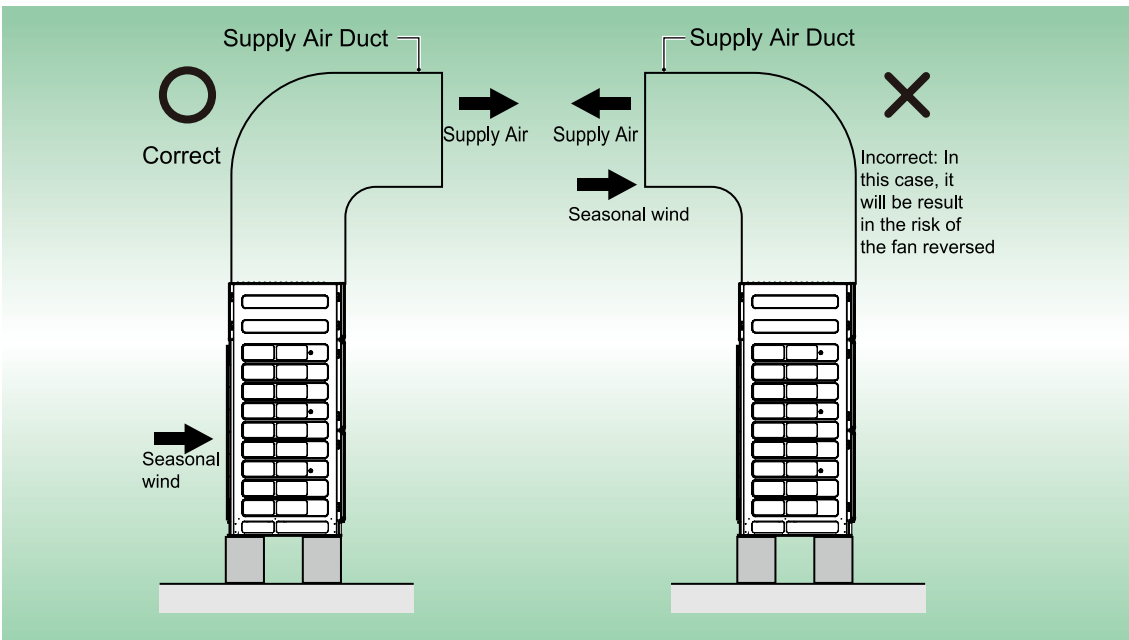 Supply Air Duct
Correct
Supply Air
Seasonal
wind
Supply Air Duct
Supply Air
Seasonal wind
Incorrect: In
this case, it
will be result
in the risk of
the fan reversed